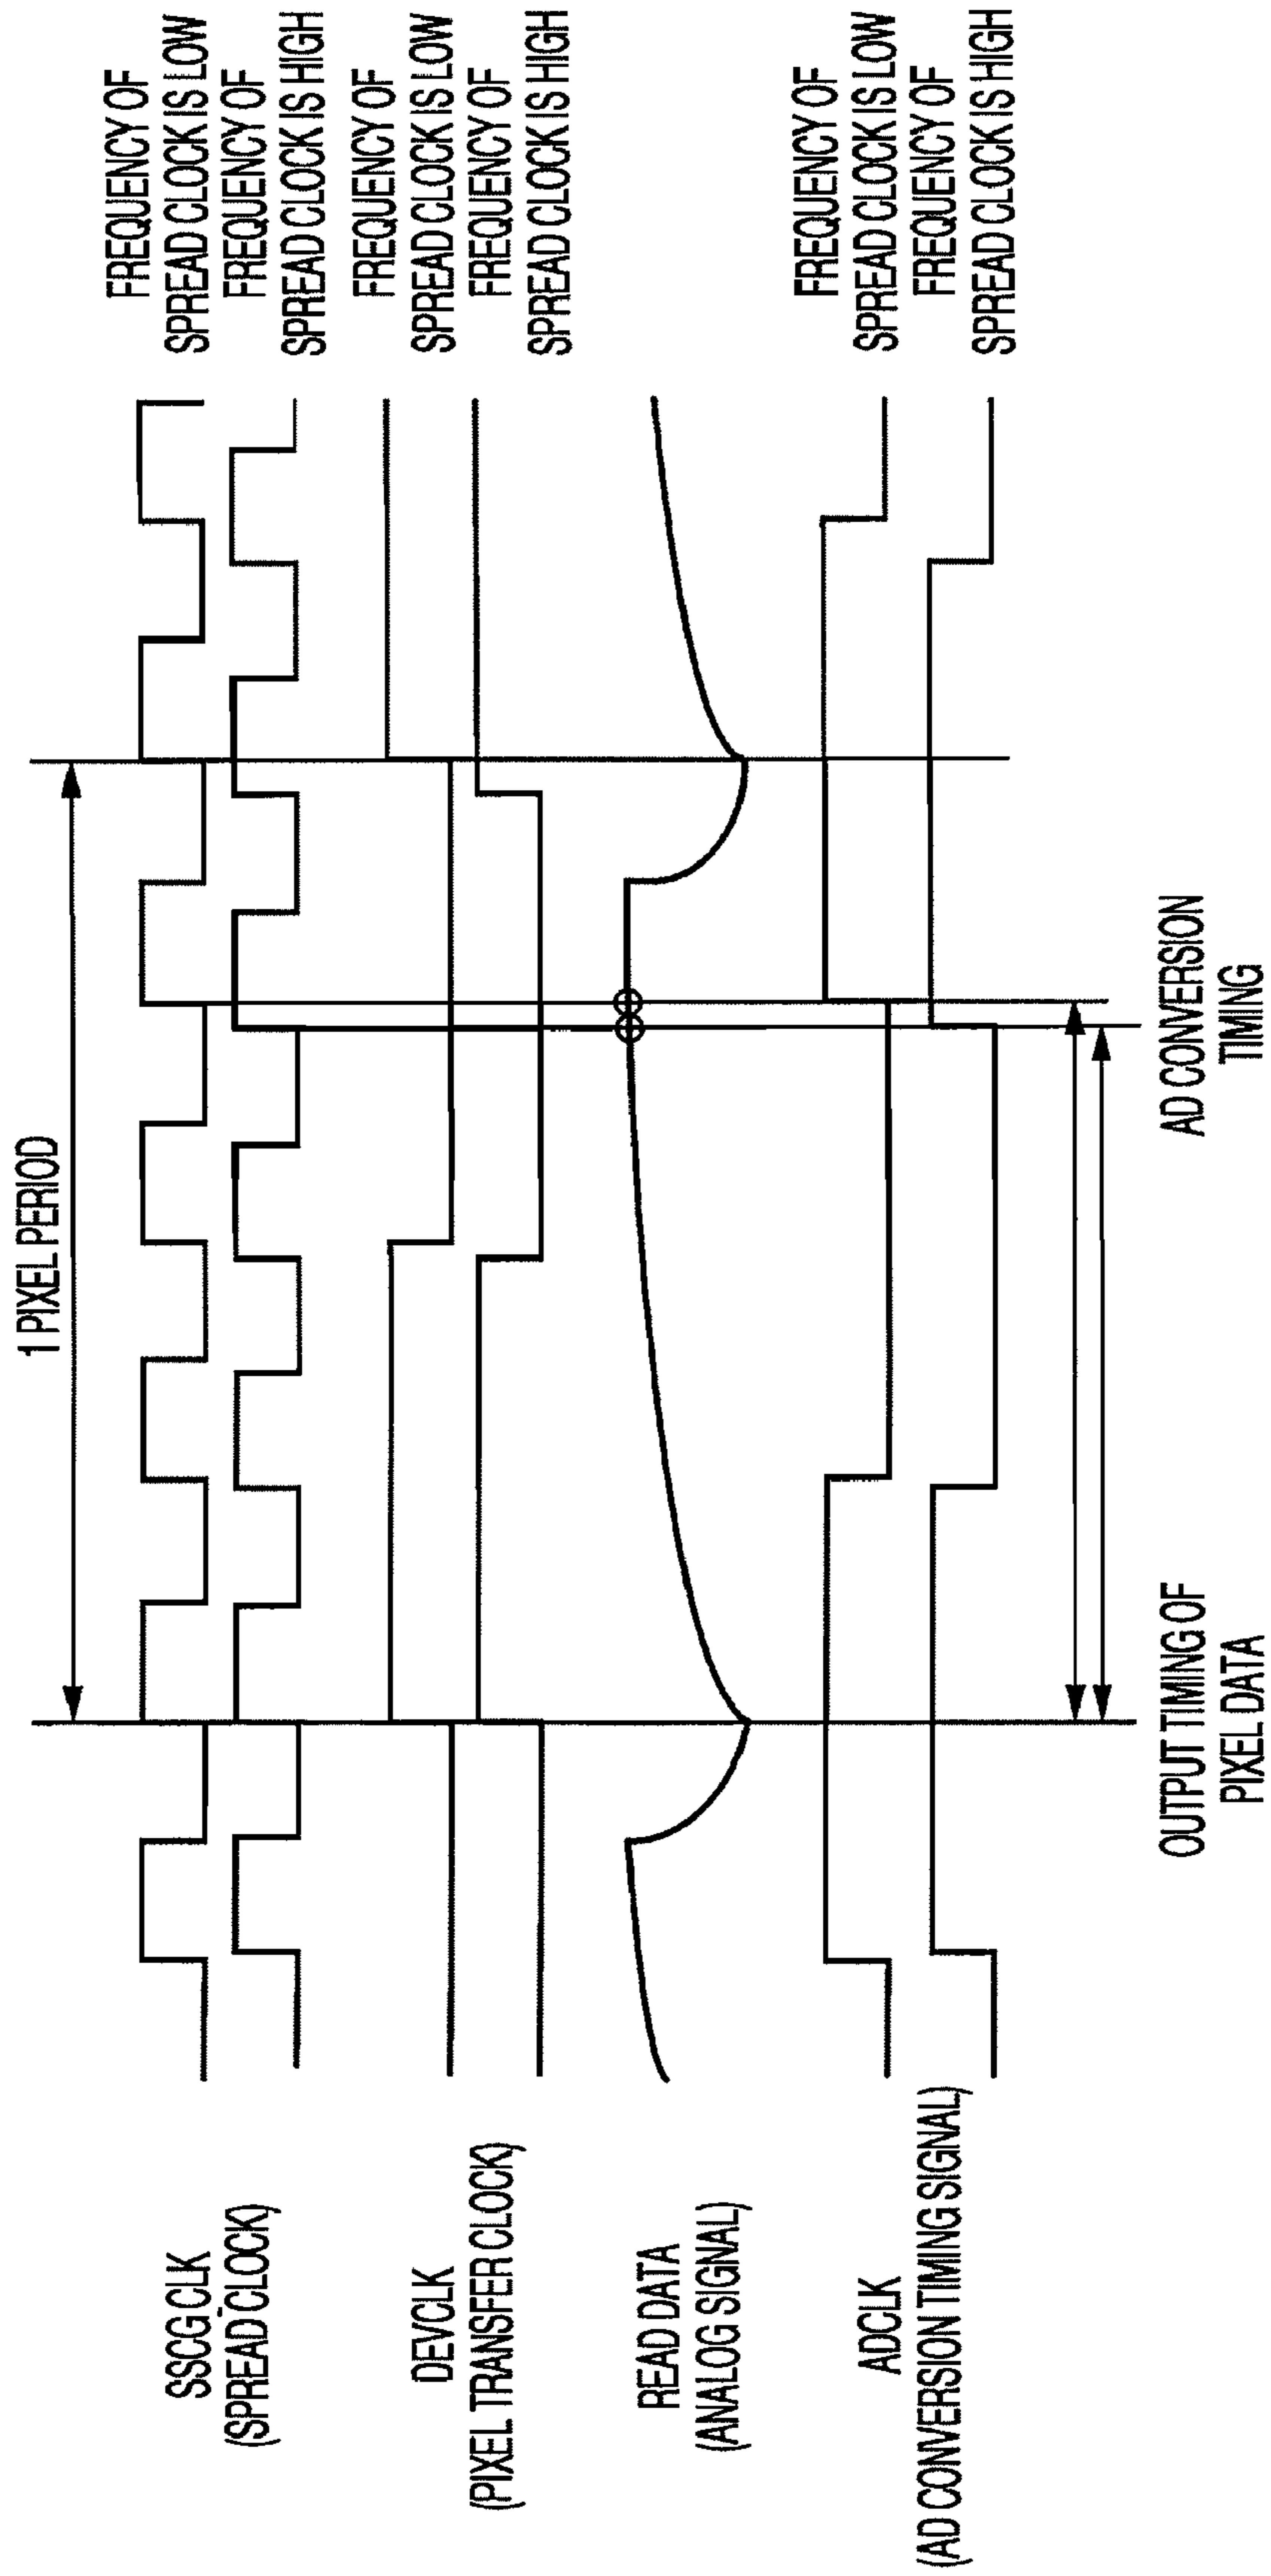 1 PIXEL PERIOD
SSCG CLK
(SPREAD CLOCK)
FREQUENCY OF
SPREAD CLOCK IS LOW
FREQUENCY OF
SPREAD CLOCK IS HIGH
DEVCLK
(PIXEL TRANSFER CLOCK)
FREQUENCY OF
SPREAD CLOCK IS LOW
FREQUENCY OF
SPREAD CLOCK IS HIGH
READ DATA
(ANALOG SIGNAL)
ADCLK
(AD CONVERSION TIMING SIGNAL)
FREQUENCY OF
SPREAD CLOCK IS LOW
FREQUENCY OF
SPREAD CLOCK IS HIGH
OUTPUT TIMING OF
PIXEL DATA
AD CONVERSION
TIMING